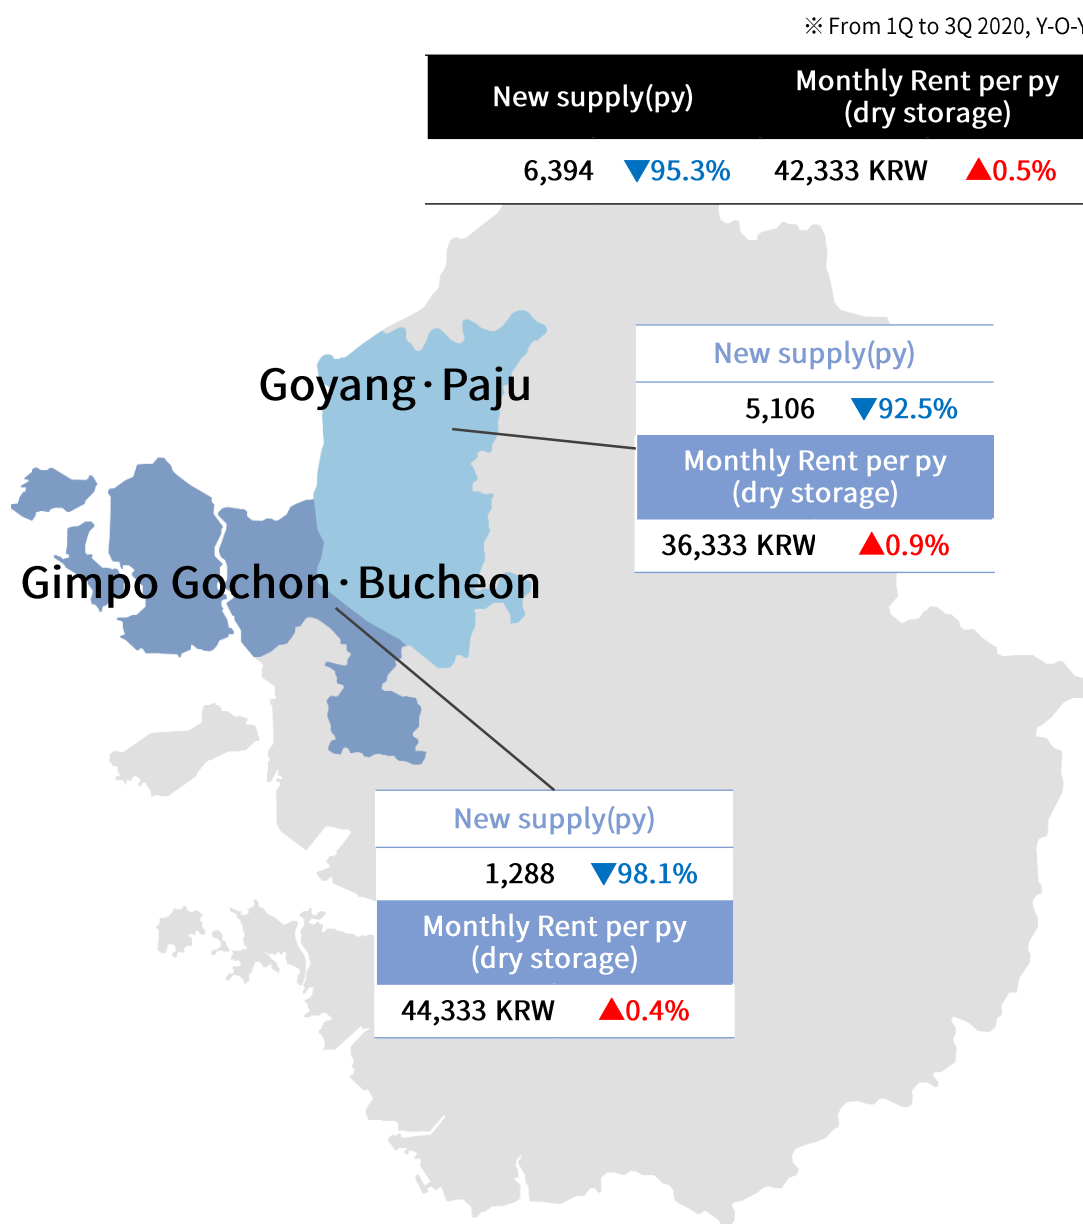 ※ From 1Q to 3Q 2020, Y-O-Y
New supply(py) Monthly Rent per py
(dry storage)
6,394 ▼95.3% 42,333 KRW ▲0.5%
Goyang·Paju
New supply(py)
5,106 ▼92.5%
Monthly Rent per py
(dry storage)
36,333 KRW ▲0.9%
Gimpo Gochon·Bucheon
New supply(py)
1,288 ▼98.1%
Monthly Rent per py
(dry storage)
44,333 KRW ▲0.4%